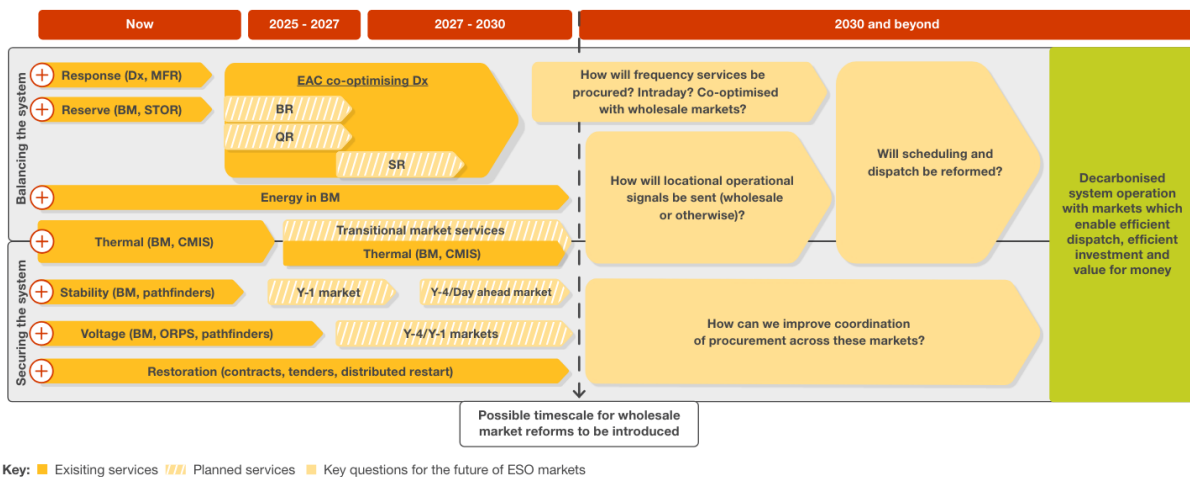 Now
2025 - 2027
2027 - 2030
2030 and beyond
Balancing the system
Response (Dx, MFR)
Reserve (BM, STOR)
EAC co-optimising Dx
BR
QR
SR
Energy in BM
Thermal (BM, CMIS)
Transitional market services
Thermal (BM, CMIS)
How will frequency services be
procured? Intraday? Co-optimised
with wholesale markets?
How will locational operational
signals be sent (wholesale
or otherwise)?
Will scheduling and
dispatch be reformed?
Securing the system
Stability (BM, pathfinders)
Y-1 market
Y-4/Day ahead market
Voltage (BM, ORPS, pathfinders)
Y-4/Y-1 markets
Restoration (contracts, tenders, distributed restart)
How can we improve coordination
of procurement across these markets?
Decarbonised
system operation
with markets which
enable efficient
dispatch, efficient
investment and
value for money
Possible timescale for wholesale
market reforms to be introduced
Key: Exisiting services Planned services Key questions for the future of ESO markets